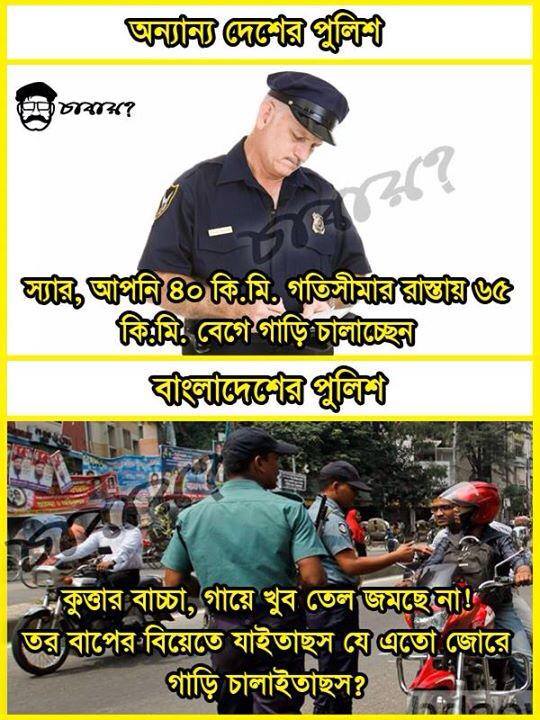 অন্যান্য দেশের পুলিশ
চাবায়?
চাবায়?
স্যার, আপনি ৪০ কি.মি. গতিসীমার রাস্তায় ৬৫
কি.মি. বেগে গাড়ি চালাচ্ছেন
বাংলাদেশের পুলিশ
কুত্তার বাচ্চা, গায়ে খুব তেল জমছে না!
তর বাপের বিয়েতে যাইতাছস যে এতো জোরে
গাড়ি চালাইতাছস?